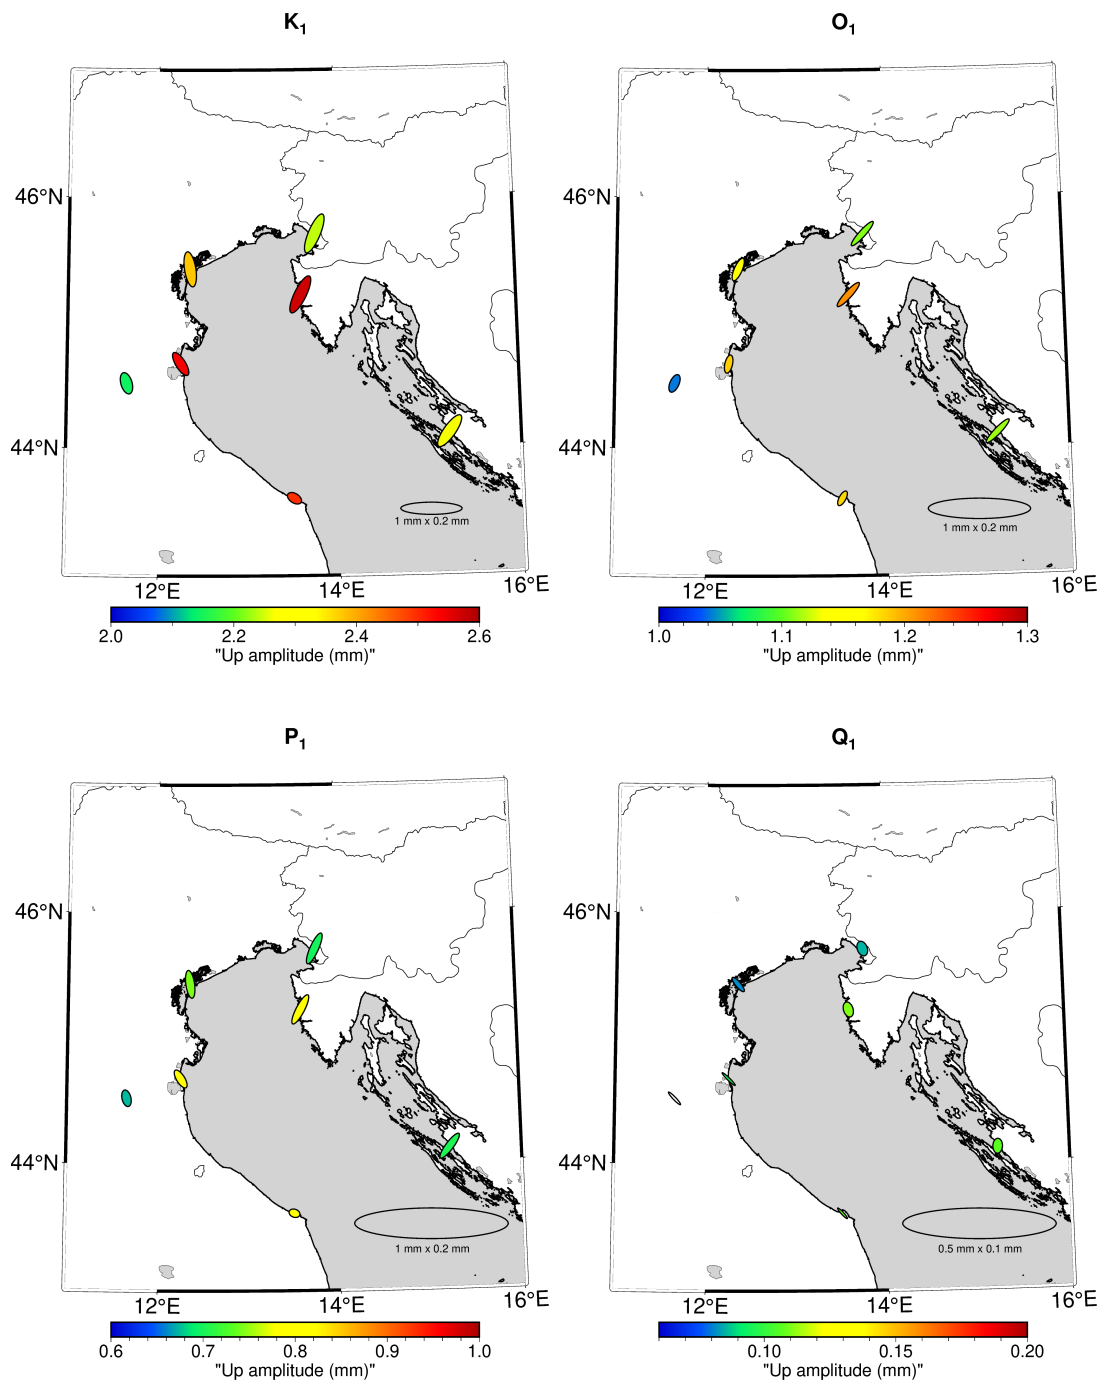 K1
O1
46°N
44°N
1 mm x 0.2 mm
12°E
14°E
16°E
2.0
2.2
2.4
2.6
"Up amplitude (mm)"
46°N
44°N
1 mm x 0.2 mm
12°E
14°E
16°E
1.0
1.1
1.2
1.3
"Up amplitude (mm)"
P1
Q1
46°N
44°N
1 mm x 0.2 mm
12°E
14°E
16°E
0.6
0.7
0.8
0.9
1.0
"Up amplitude (mm)"
46°N
44°N
0.5 mm x 0.1 mm
12°E
14°E
16°E
0.10
0.15
0.20
"Up amplitude (mm)"